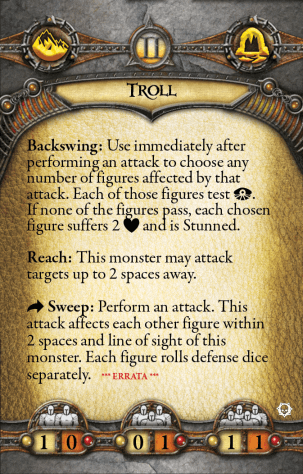 II
TROLL
Backswing: Use immediately after
performing an attack to choose any
number of figures affected by that
attack. Each of those figures test .
If none of the figures pass, each chosen
figure suffers 2 and is Stunned.
Reach: This monster may attack
targets up to 2 spaces away.
Sweep: Perform an attack. This
attack affects each other figure within
2 spaces and line of sight of this
monster. Each figure rolls defense dice
separately. *** ERRATA ***
1 0 0 1 1 1